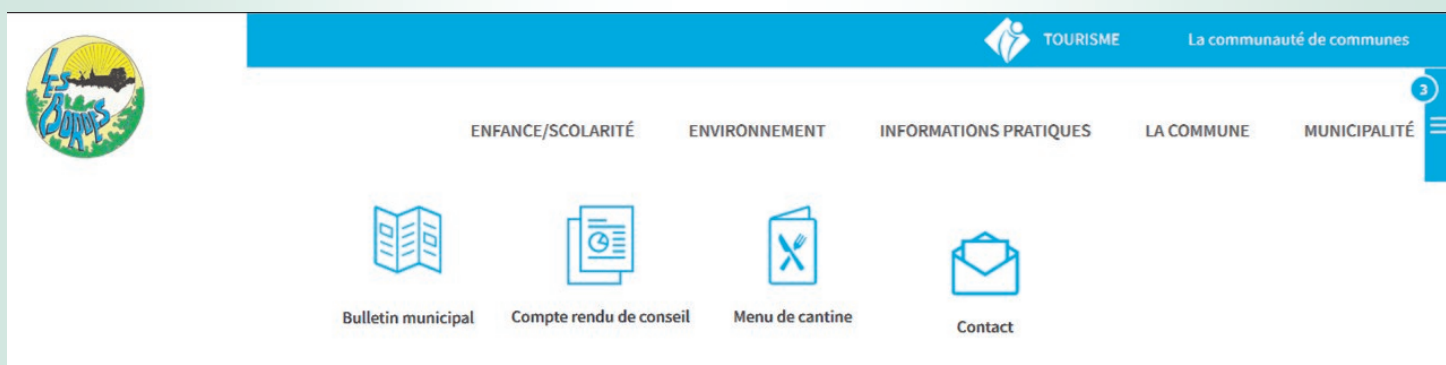 LES
BORDES
TOURISME
La communauté de communes
3
ENFANCE/SCOLARITÉ
ENVIRONNEMENT
INFORMATIONS PRATIQUES
LA COMMUNE
MUNICIPALITÉ
Bulletin municipal
Compte rendu de conseil
Menu de cantine
Contact